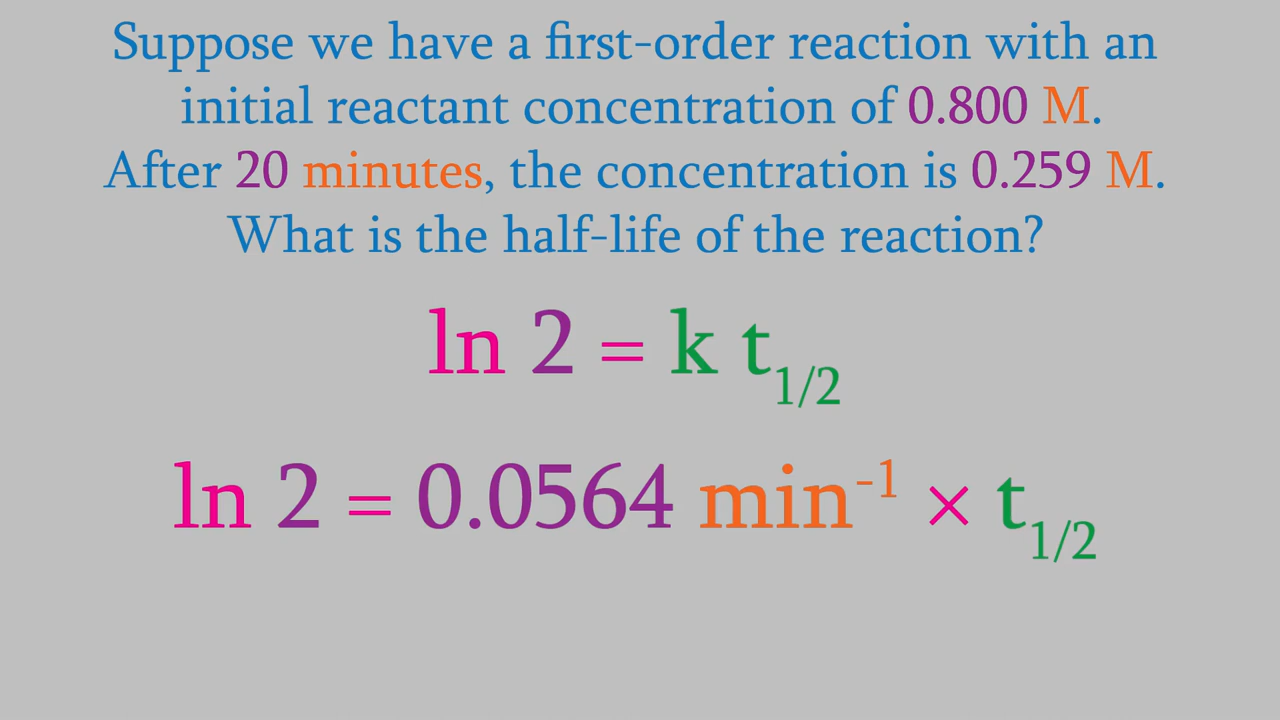 Suppose we have a first-order reaction with an
initial reactant concentration of 0.800 M.
After 20 minutes, the concentration is 0.259 M.
What is the half-life of the reaction?
ln 2 = k t₁/₂
ln 2 = 0.0564 min⁻¹ × t₁/₂